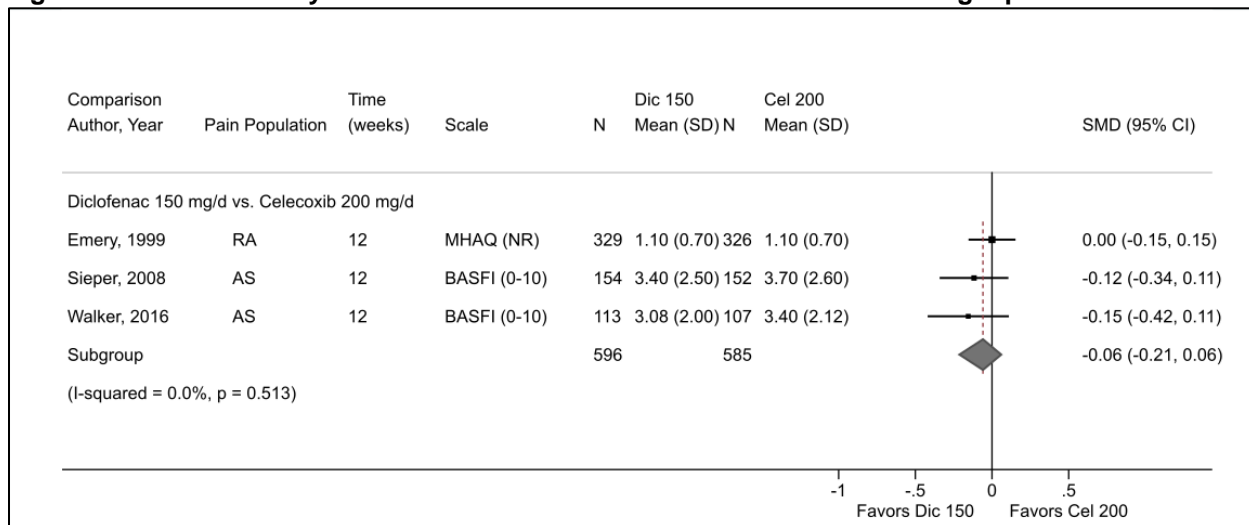 Comparison Time Dic 150 Cel 200
Author, Year Pain Population (weeks) Scale N Mean (SD) N Mean (SD) SMD (95% CI)
Diclofenac 150 mg/d vs. Celecoxib 200 mg/d
Emery, 1999 RA 12 MHAQ (NR) 329 1.10 (0.70) 326 1.10 (0.70) 0.00 (-0.15, 0.15)
Sieper, 2008 AS 12 BASFI (0-10) 154 3.40 (2.50) 152 3.70 (2.60) -0.12 (-0.34, 0.11)
Walker, 2016 AS 12 BASFI (0-10) 113 3.08 (2.00) 107 3.40 (2.12) -0.15 (-0.42, 0.11)
Subgroup 596 585 -0.06 (-0.21, 0.06)
(I-squared = 0.0%, p = 0.513)
-1 -.5 0 .5
Favors Dic 150 Favors Cel 200